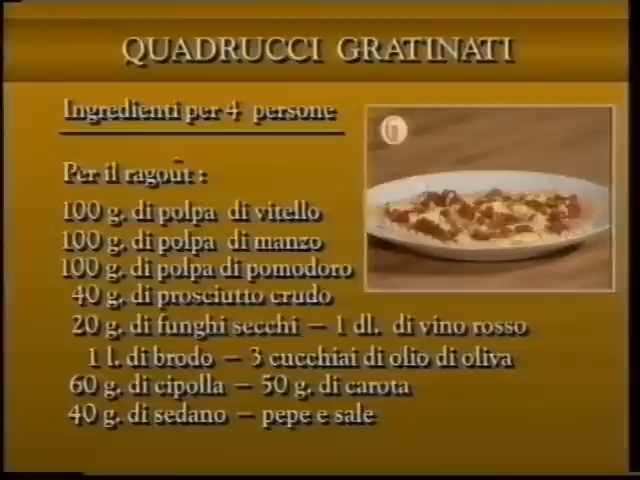 QUADRUCCI GRATINATI
Ingredienti per 4 persone
Per il ragoût :
100 g. di polpa di vitello
100 g. di polpa di manzo
100 g. di polpa di pomodoro
40 g. di prosciutto crudo
20 g. di funghi secchi – 1 dl. di vino rosso
1 l. di brodo – 3 cucchiai di olio di oliva
60 g. di cipolla – 50 g. di carota
40 g. di sedano – pepe e sale